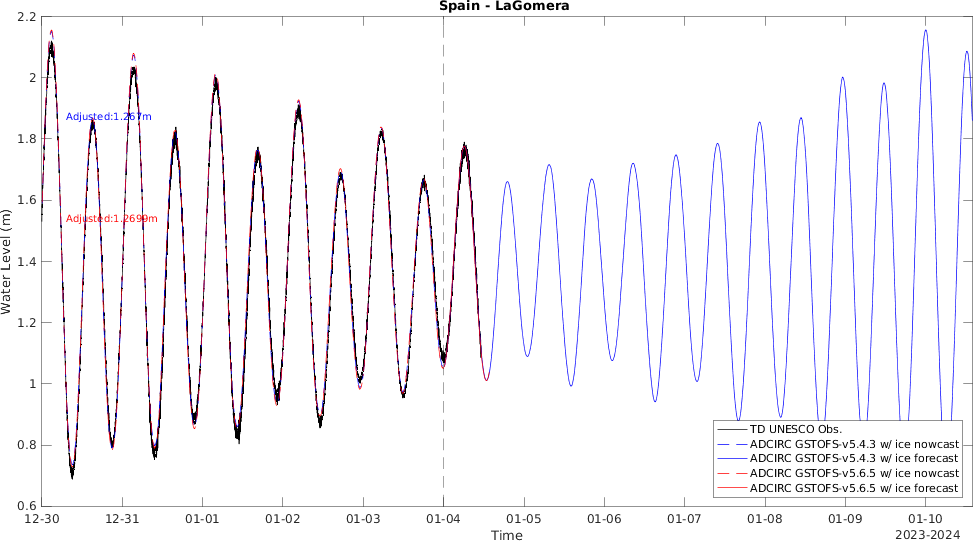 Spain - LaGomera
2.2
2
1.8
1.6
1.4
1.2
1
0.8
0.6
Water Level (m)
Adjusted:1.267m
Adjusted:1.2699m
TD UNESCO Obs.
ADCIRC GSTOFS-v5.4.3 w/ ice nowcast
ADCIRC GSTOFS-v5.4.3 w/ ice forecast
ADCIRC GSTOFS-v5.6.5 w/ ice nowcast
ADCIRC GSTOFS-v5.6.5 w/ ice forecast
12-30 12-31 01-01 01-02 01-03 01-04 01-05 01-06 01-07 01-08 01-09 01-10
Time
2023-2024